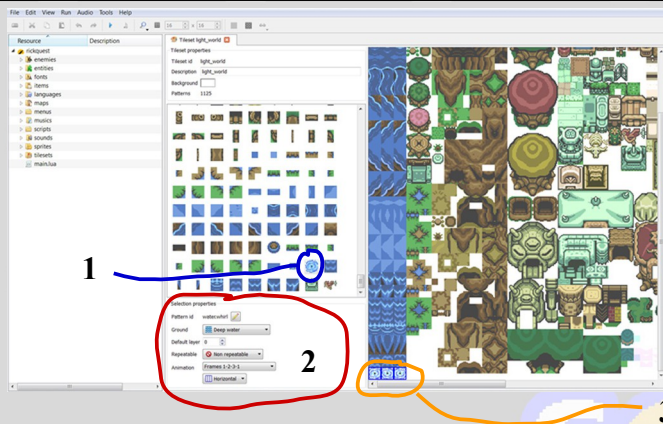 File Edit View Run Audio Tools Help
16 x 16
Resource Description
rickquest
enemies
entities
fonts
items
languages
maps
menus
musics
scripts
sounds
sprites
tilesets
main.lua
Tileset light_world
Tileset properties
Tileset id light_world
Description light_world
Background
Patterns 1125
1
Selection properties
Pattern id
Ground Deep water
Default layer 0
Repeatable Non repeatable
Animation Frames 1-2-3-1
Horizontal
2
3